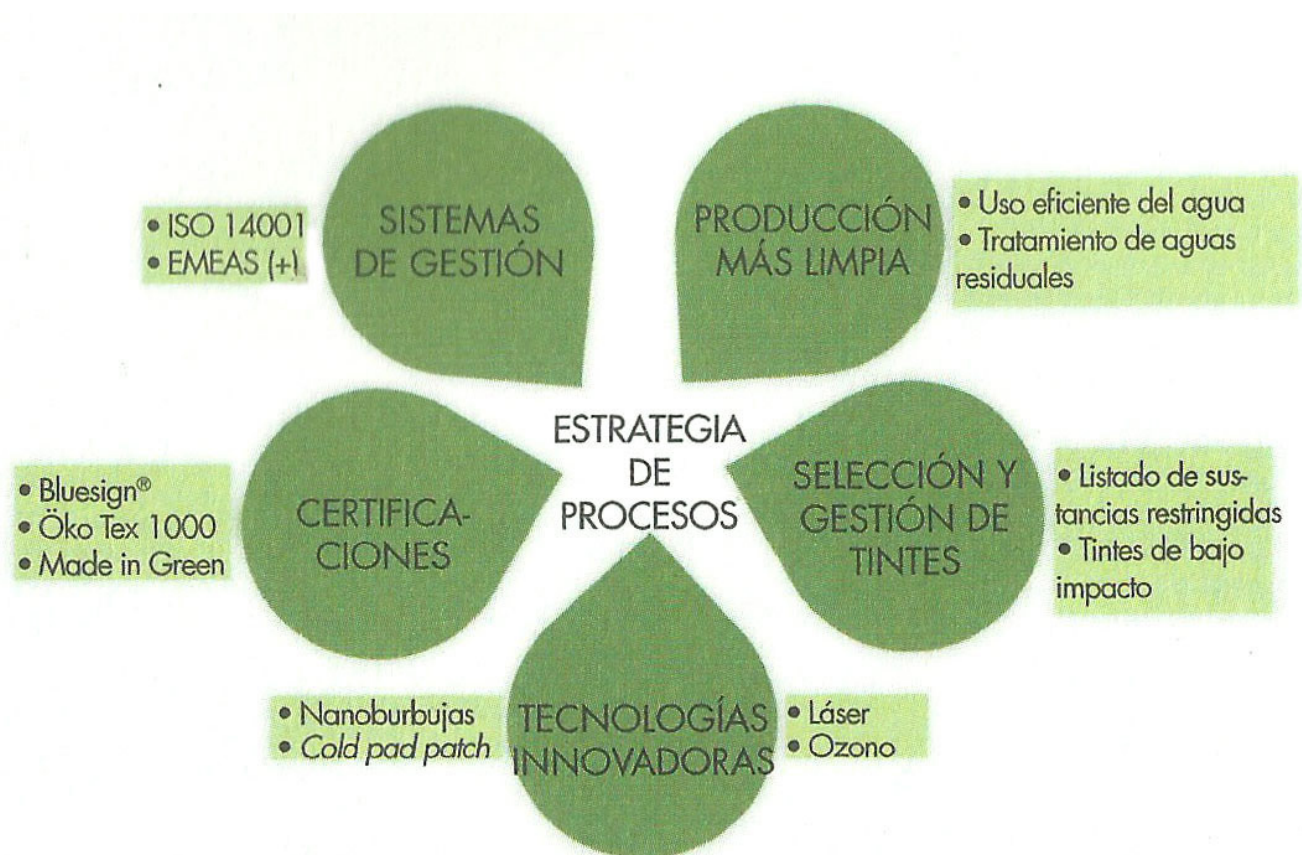 • ISO 14001
• EMEAS (+)
SISTEMAS
DE GESTIÓN
PRODUCCIÓN
MÁS LIMPIA
• Uso eficiente del agua
• Tratamiento de aguas
residuales
ESTRATEGIA
DE
PROCESOS
• Bluesign®
• Öko Tex 1000
• Made in Green
CERTIFICA-
CIONES
SELECCIÓN Y
GESTIÓN DE
TINTES
• Listado de sus-
tancias restringidas
• Tintes de bajo
impacto
• Nanoburbujas
• Cold pad patch
TECNOLOGÍAS
INNOVADORAS
• Láser
• Ozono